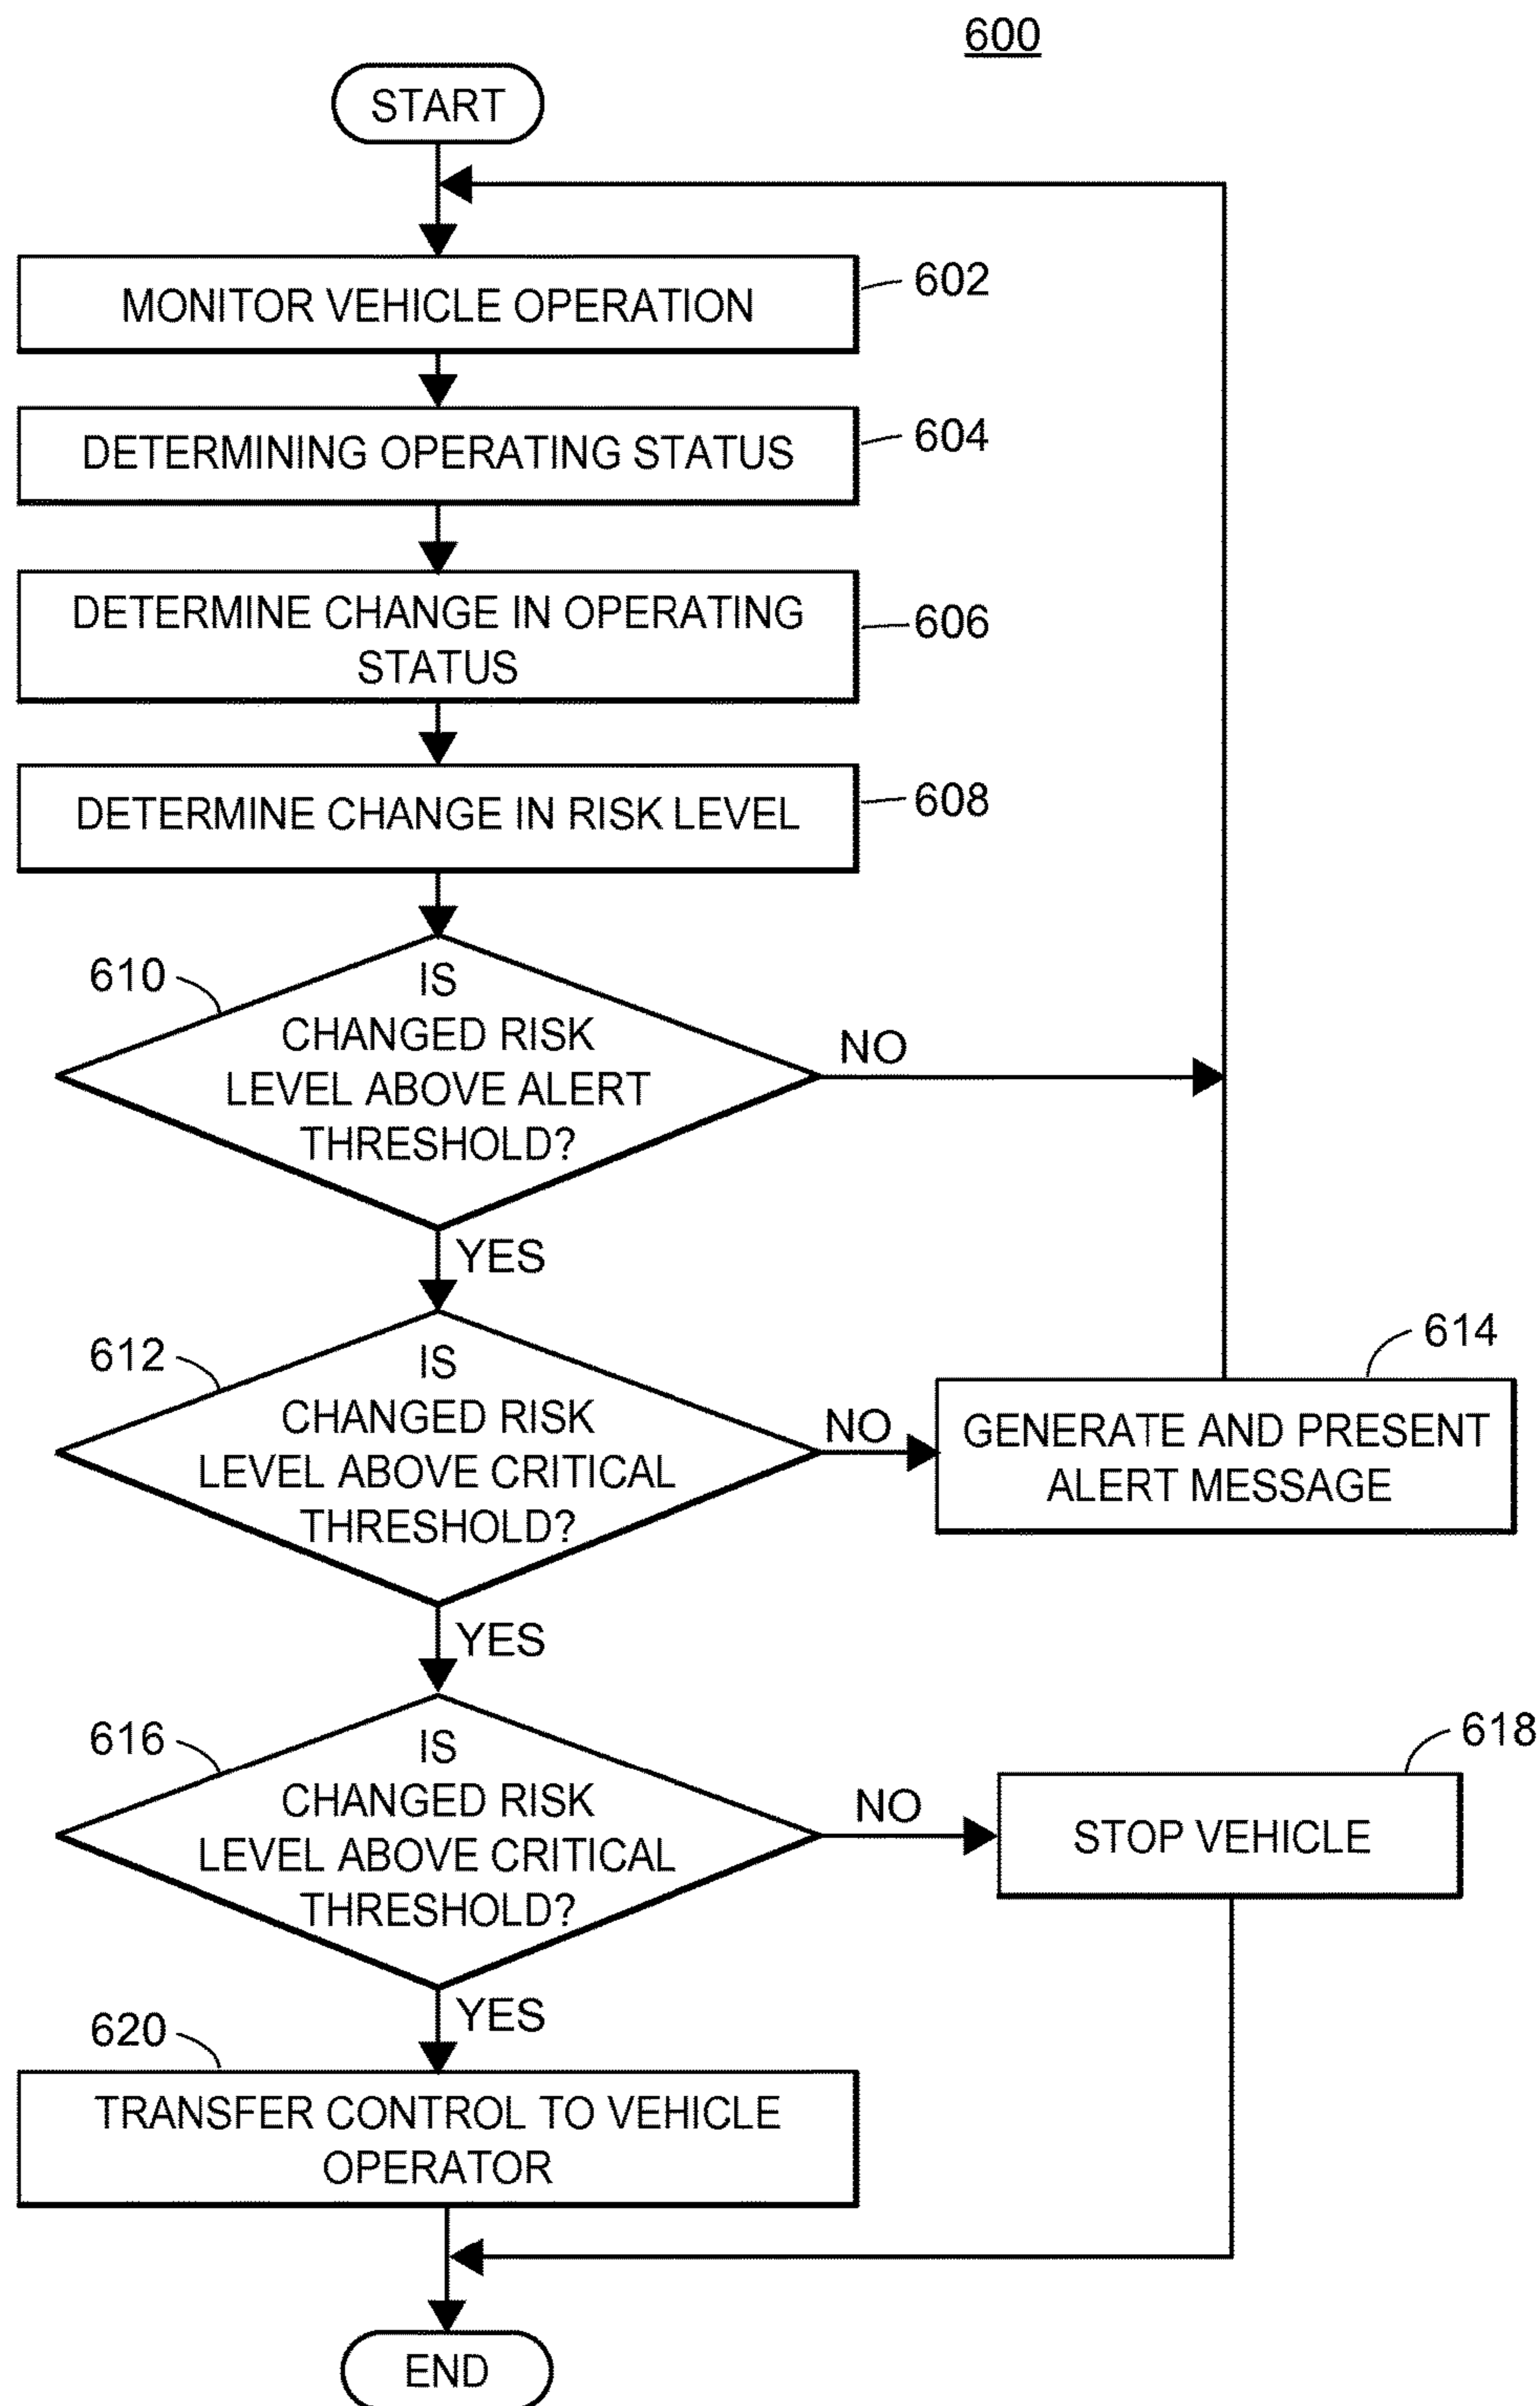 600
START
MONITOR VEHICLE OPERATION
602
DETERMINING OPERATING STATUS
604
DETERMINE CHANGE IN OPERATING
STATUS
606
DETERMINE CHANGE IN RISK LEVEL
608
610
IS
CHANGED RISK
LEVEL ABOVE ALERT
THRESHOLD?
NO
YES
612
IS
CHANGED RISK
LEVEL ABOVE CRITICAL
THRESHOLD?
NO
614
GENERATE AND PRESENT
ALERT MESSAGE
YES
616
IS
CHANGED RISK
LEVEL ABOVE CRITICAL
THRESHOLD?
NO
618
STOP VEHICLE
YES
620
TRANSFER CONTROL TO VEHICLE
OPERATOR
END